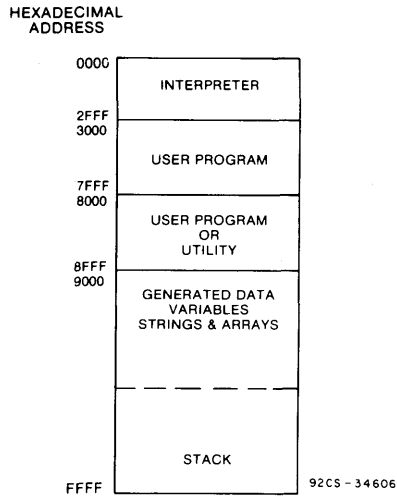 HEXADECIMAL
ADDRESS
0000
INTERPRETER
2FFF
3000
USER PROGRAM
7FFF
8000
USER PROGRAM
OR
UTILITY
8FFF
9000
GENERATED DATA
VARIABLES
STRINGS & ARRAYS
STACK
FFFF
92CS-34606